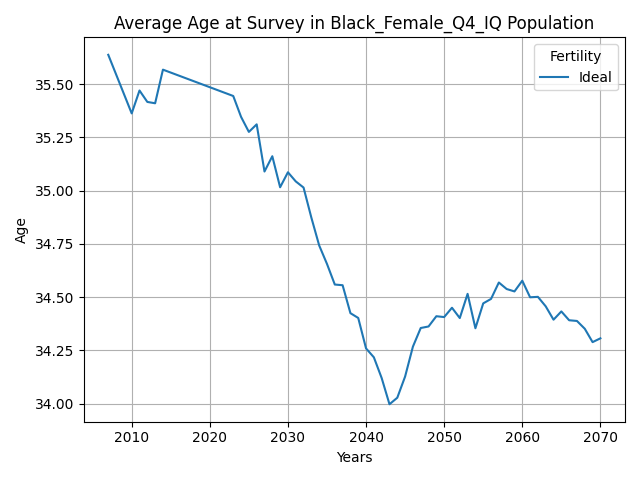 Average Age at Survey in Black_Female_Q4_IQ Population
Fertility
Ideal
35.50
35.25
35.00
34.75
34.50
34.25
34.00
Age
2010 2020 2030 2040 2050 2060 2070
Years